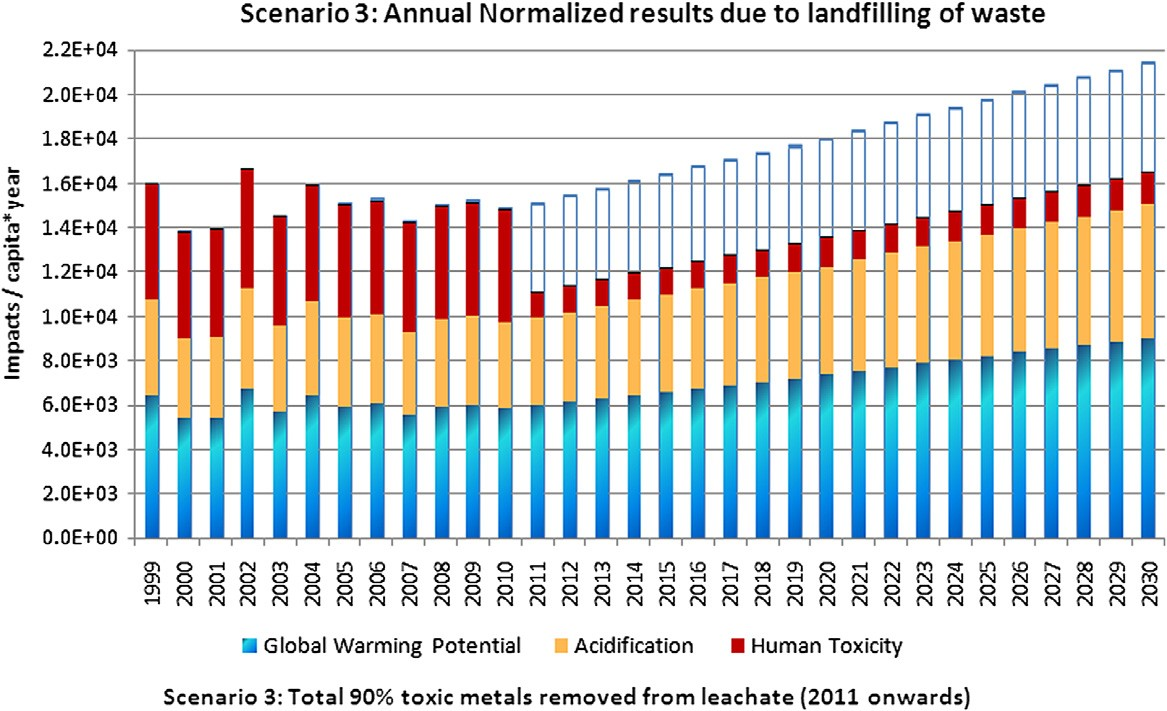 Scenario 3: Annual Normalized results due to landfilling of waste
Impacts / capita*year
2.2E+04
2.0E+04
1.8E+04
1.6E+04
1.4E+04
1.2E+04
1.0E+04
8.0E+03
6.0E+03
4.0E+03
2.0E+03
0.0E+00
1999 2000 2001 2002 2003 2004 2005 2006 2007 2008 2009 2010 2011 2012 2013 2014 2015 2016 2017 2018 2019 2020 2021 2022 2023 2024 2025 2026 2027 2028 2029 2030
Global Warming Potential Acidification Human Toxicity
Scenario 3: Total 90% toxic metals removed from leachate (2011 onwards)